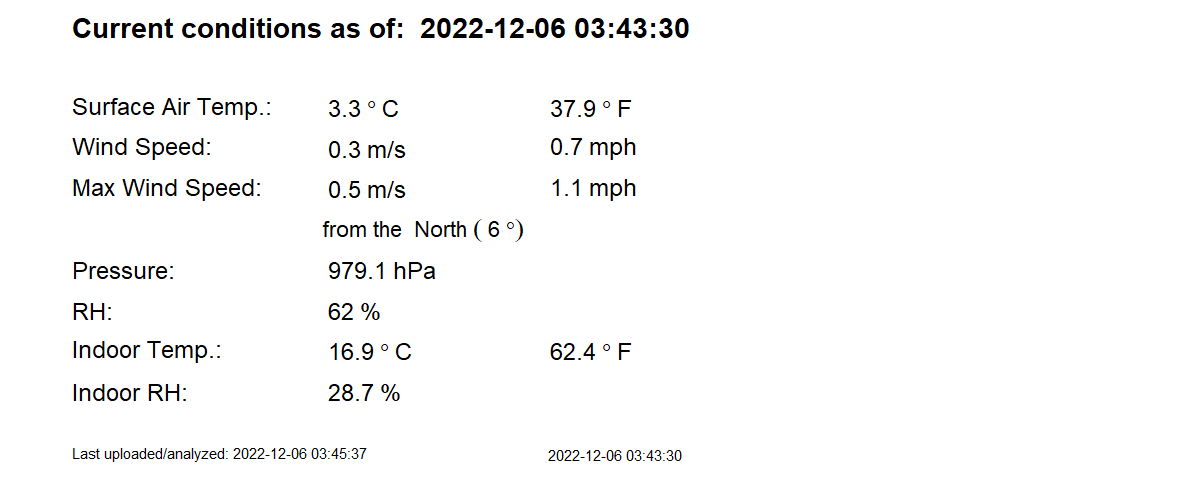 Current conditions as of:  2022-12-06 03:43:30
Surface Air Temp.: 3.3 ° C 37.9 ° F
Wind Speed: 0.3 m/s 0.7 mph
Max Wind Speed: 0.5 m/s 1.1 mph
from the  North ( 6 °)
Pressure: 979.1 hPa
RH: 62 %
Indoor Temp.: 16.9 ° C 62.4 ° F
Indoor RH: 28.7 %
Last uploaded/analyzed: 2022-12-06 03:45:37 2022-12-06 03:43:30